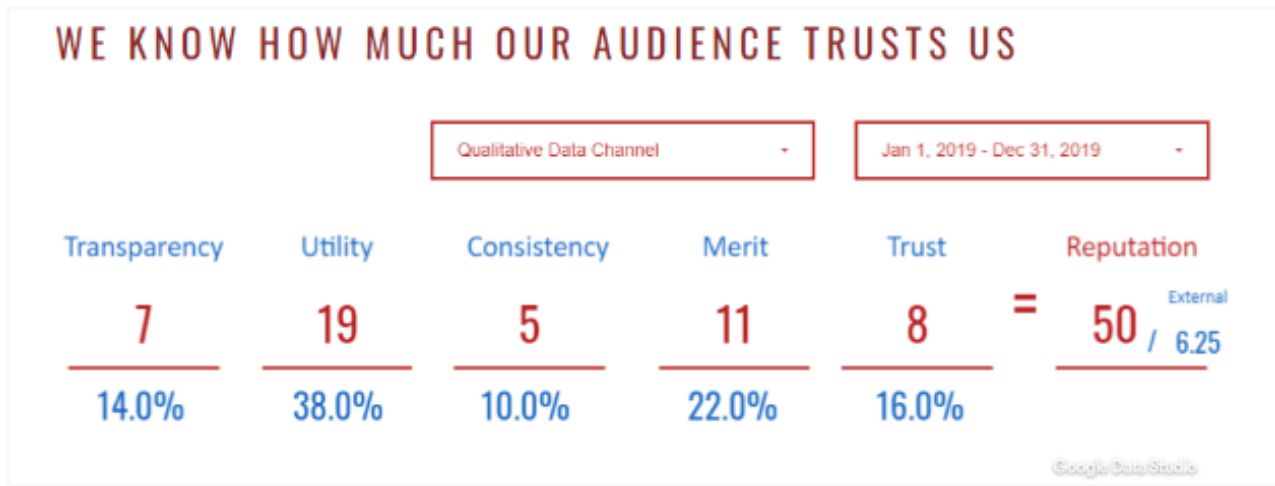 WE KNOW HOW MUCH OUR AUDIENCE TRUSTS US
Qualitative Data Channel
Jan 1, 2019 - Dec 31, 2019
Transparency Utility Consistency Merit Trust Reputation
7 19 5 11 8 = 50 / External 6.25
14.0% 38.0% 10.0% 22.0% 16.0%
Google Data Studio